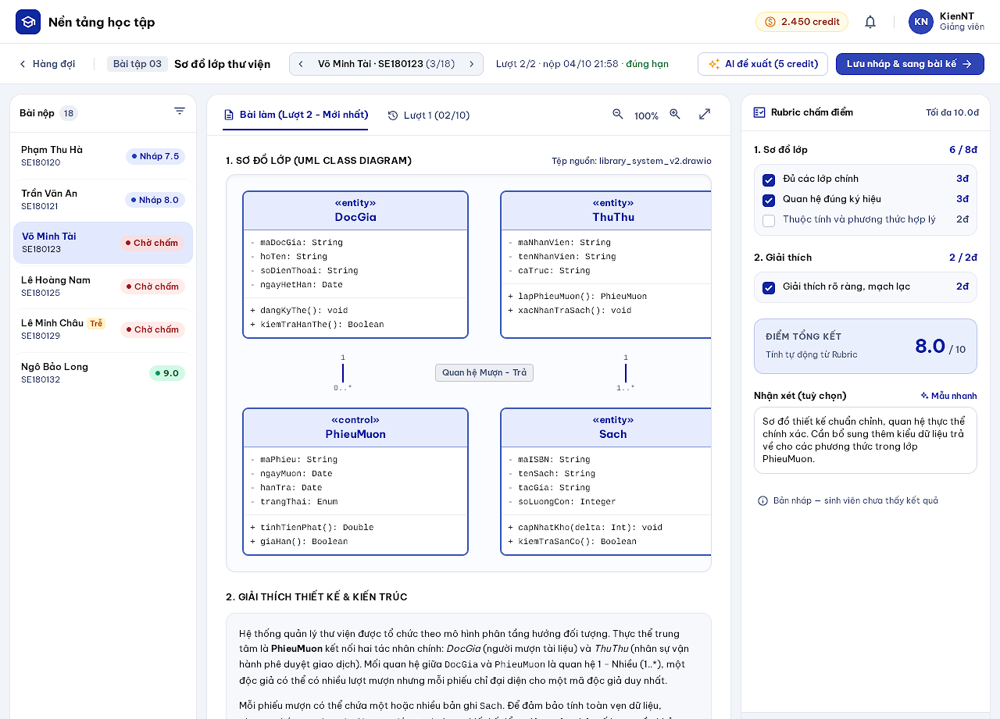 Nền tảng học tập
2.450 credit
KN
KienNT
Giảng viên
Hàng đợi
Bài tập 03
Sơ đồ lớp thư viện
Võ Minh Tài · SE180123 (3/18)
Lượt 2/2 · nộp 04/10 21:58 · đúng hạn
AI đề xuất (5 credit)
Lưu nháp & sang bài kế
Bài nộp 18
Phạm Thu Hà
SE180120
Nháp 7.5
Trần Văn An
SE180121
Nháp 8.0
Võ Minh Tài
SE180123
Chờ chấm
Lê Hoàng Nam
SE180125
Chờ chấm
Lê Minh Châu Trễ
SE180129
Chờ chấm
Ngô Bảo Long
SE180132
9.0
Bài làm (Lượt 2 - Mới nhất)
Lượt 1 (02/10)
100%
1. SƠ ĐỒ LỚP (UML CLASS DIAGRAM)
Tệp nguồn: library_system_v2.drawio
«entity»
DocGia
- maDocGia: String
- hoTen: String
- soDienThoai: String
- ngayHetHan: Date
+ dangKyThe(): void
+ kiemTraHanThe(): Boolean
«entity»
ThuThu
- maNhanVien: String
- tenNhanVien: String
- caTruc: String
+ lapPhieuMuon(): PhieuMuon
+ xacNhanTraSach(): void
1
0..*
Quan hệ Mượn - Trả
1
1..*
«control»
PhieuMuon
- maPhieu: String
- ngayMuon: Date
- hanTra: Date
- trangThai: Enum
+ tinhTienPhat(): Double
+ giaHan(): Boolean
«entity»
Sach
- maISBN: String
- tenSach: String
- tacGia: String
- soLuongCon: Integer
+ capNhatKho(delta: Int): void
+ kiemTraSanCo(): Boolean
2. GIẢI THÍCH THIẾT KẾ & KIẾN TRÚC
Hệ thống quản lý thư viện được tổ chức theo mô hình phân tầng hướng đối tượng. Thực thể trung
tâm là PhieuMuon kết nối hai tác nhân chính: DocGia (người mượn tài liệu) và ThuThu (nhân sự vận
hành phê duyệt giao dịch). Mối quan hệ giữa DocGia và PhieuMuon là quan hệ 1 - Nhiều (1..*), một
độc giả có thể có nhiều lượt mượn nhưng mỗi phiếu chỉ đại diện cho một mã độc giả duy nhất.
Mỗi phiếu mượn có thể chứa một hoặc nhiều bản ghi Sach. Để đảm bảo tính toàn vẹn dữ liệu,
Rubric chấm điểm
Tối đa 10.0đ
1. Sơ đồ lớp
6 / 8đ
Đủ các lớp chính
3đ
Quan hệ đúng ký hiệu
3đ
Thuộc tính và phương thức hợp lý
2đ
2. Giải thích
2 / 2đ
Giải thích rõ ràng, mạch lạc
2đ
ĐIỂM TỔNG KẾT
Tính tự động từ Rubric
8.0 / 10
Nhận xét (tuỳ chọn)
Mẫu nhanh
Sơ đồ thiết kế chuẩn chỉnh, quan hệ thực thể
chính xác. Cần bổ sung thêm kiểu dữ liệu trả
về cho các phương thức trong lớp
PhieuMuon.
Bản nháp — sinh viên chưa thấy kết quả